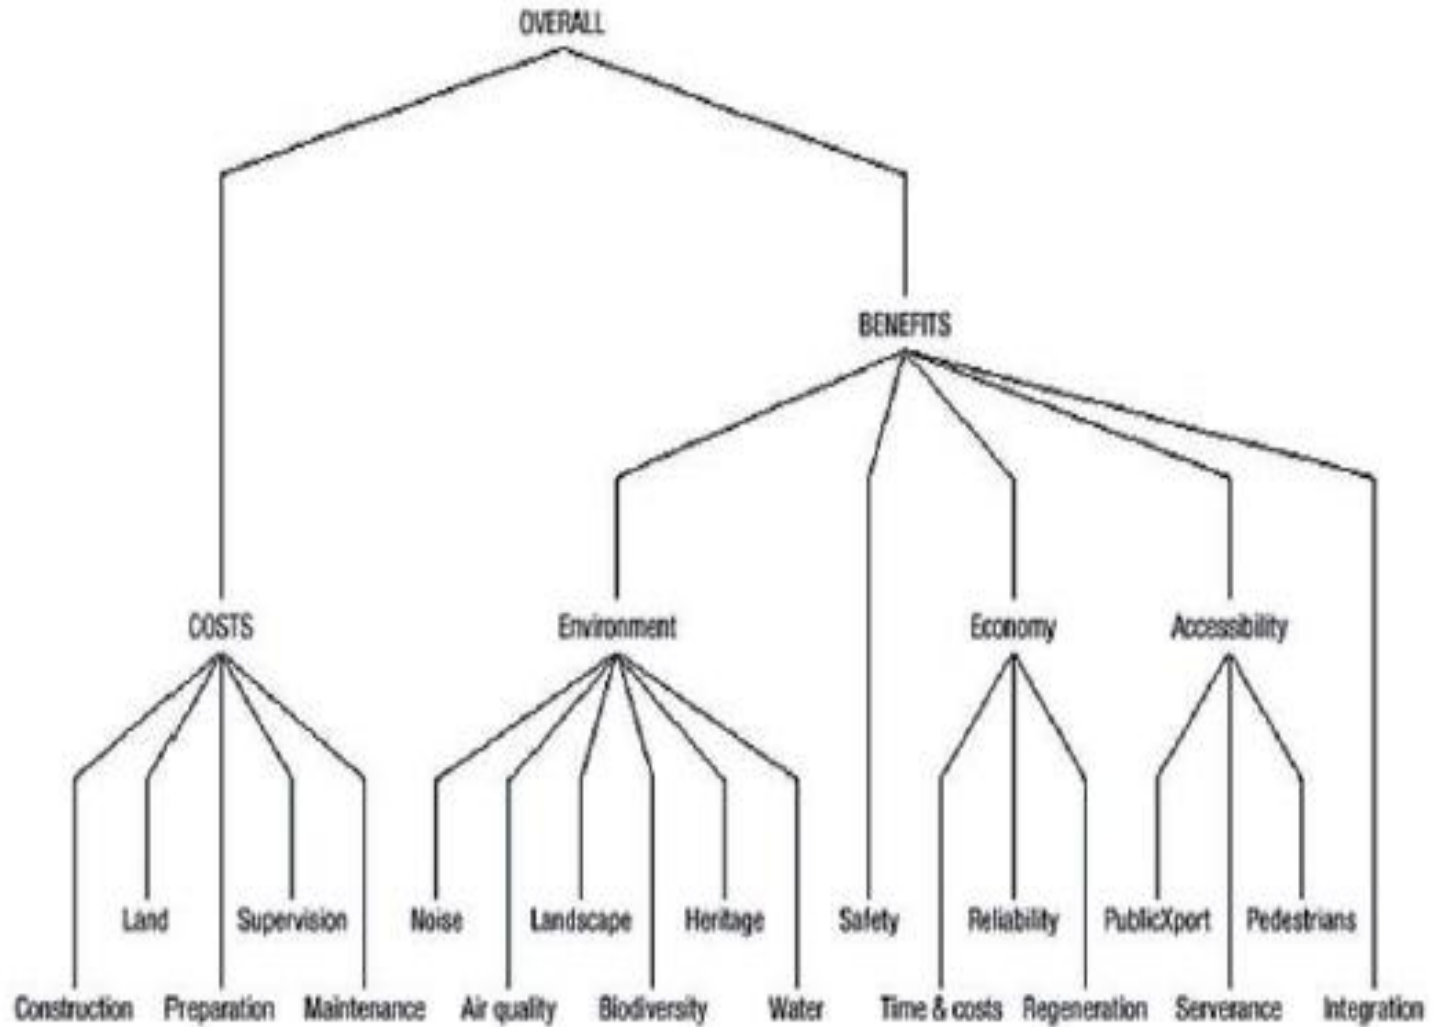 OVERALL
BENEFITS
COSTS
Environment
Economy
Accessibility
Land
Supervision
Noise
Landscape
Heritage
Safety
Reliability
PublicXport
Pedestrians
Construction
Preparation
Maintenance
Air quality
Biodiversity
Water
Time & costs
Regeneration
Serverance
Integration